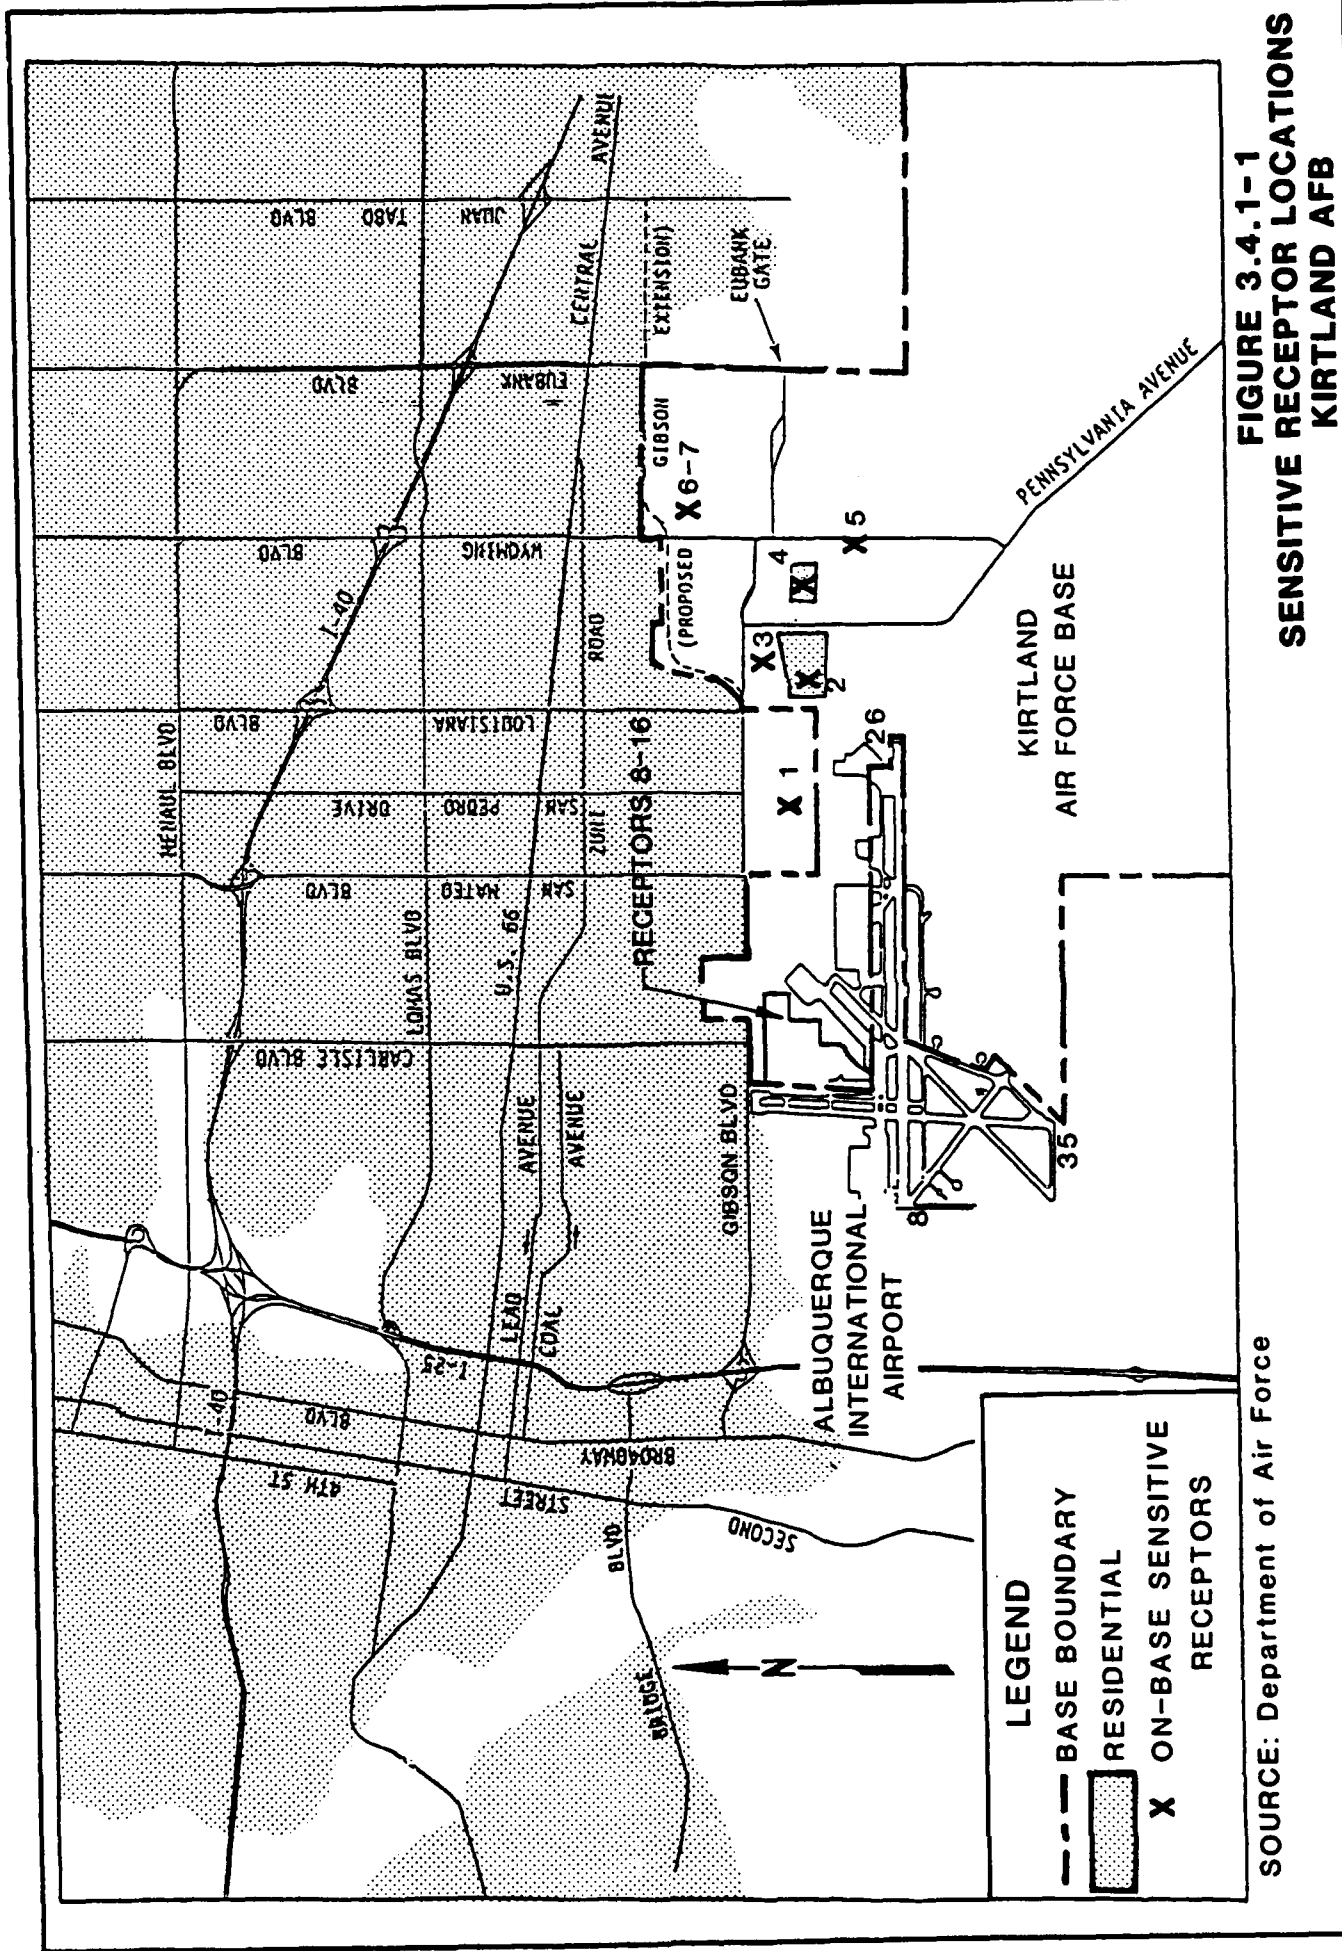 MENAUL BLVD
BLVD
TABO
JUAN
BLVD
EUBANK
BLVD
WYOMING
I-40
BLVD
LOUISIANA
DRIVE
PEDRO
SAN
BLVD
MATEO
SAN
CARLISLE BLVD
LOMAS BLVD
U.S. 66
CENTRAL
AVENUE
ZUNI
ROAD
RECEPTORS 8-16
(PROPOSED
GIBSON
EXTENSION)
EUBANK
GATE
X 6-7
X 5
4
X
X 3
X
2
X 1
26
PENNSYLVANIA AVENUE
KIRTLAND
AIR FORCE BASE
LEAD
AVENUE
COAL
AVENUE
GIBSON BLVD
I-25
I-40
4TH ST
BLVD
BROADWAY
STREET
SECOND
BRIDGE
BLVD
ALBUQUERQUE
INTERNATIONAL
AIRPORT
8
35
N
LEGEND
BASE BOUNDARY
RESIDENTIAL
X ON-BASE SENSITIVE
RECEPTORS
SOURCE: Department of Air Force
FIGURE 3.4.1-1
SENSITIVE RECEPTOR LOCATIONS
KIRTLAND AFB